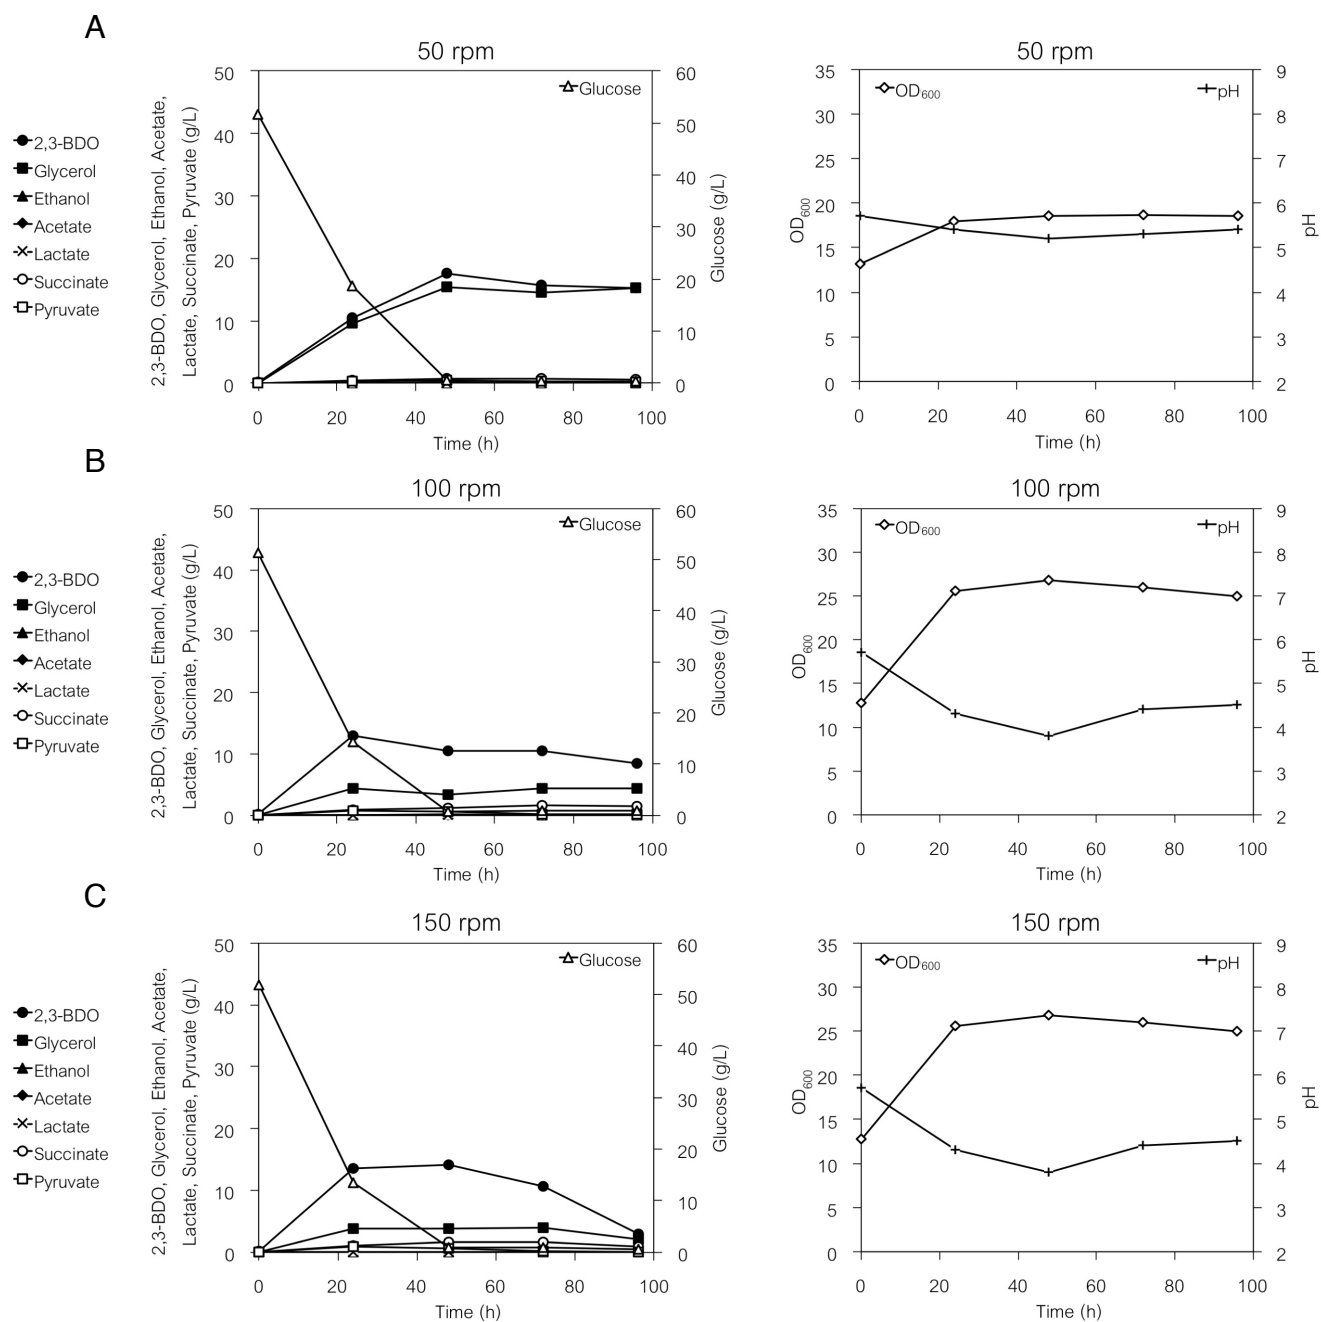 A
50 rpm
50 rpm
2,3-BDO
Glycerol
Ethanol
Acetate
Lactate
Succinate
Pyruvate
2,3-BDO, Glycerol, Ethanol, Acetate,
Lactate, Succinate, Pyruvate (g/L)
50
40
30
20
10
0
Glucose
60
50
40
30
20
10
0
Glucose (g/L)
0 20 40 60 80 100
Time (h)
OD600
35
30
25
20
15
10
5
0
OD600
pH
9
8
7
6
5
4
3
2
pH
0 20 40 60 80 100
Time (h)
B
100 rpm
100 rpm
2,3-BDO
Glycerol
Ethanol
Acetate
Lactate
Succinate
Pyruvate
2,3-BDO, Glycerol, Ethanol, Acetate,
Lactate, Succinate, Pyruvate (g/L)
50
40
30
20
10
0
Glucose
60
50
40
30
20
10
0
Glucose (g/L)
0 20 40 60 80 100
Time (h)
OD600
35
30
25
20
15
10
5
0
OD600
pH
9
8
7
6
5
4
3
2
pH
0 20 40 60 80 100
Time (h)
C
150 rpm
150 rpm
2,3-BDO
Glycerol
Ethanol
Acetate
Lactate
Succinate
Pyruvate
2,3-BDO, Glycerol, Ethanol, Acetate,
Lactate, Succinate, Pyruvate (g/L)
50
40
30
20
10
0
Glucose
60
50
40
30
20
10
0
Glucose (g/L)
0 20 40 60 80 100
Time (h)
OD600
35
30
25
20
15
10
5
0
OD600
pH
9
8
7
6
5
4
3
2
pH
0 20 40 60 80 100
Time (h)